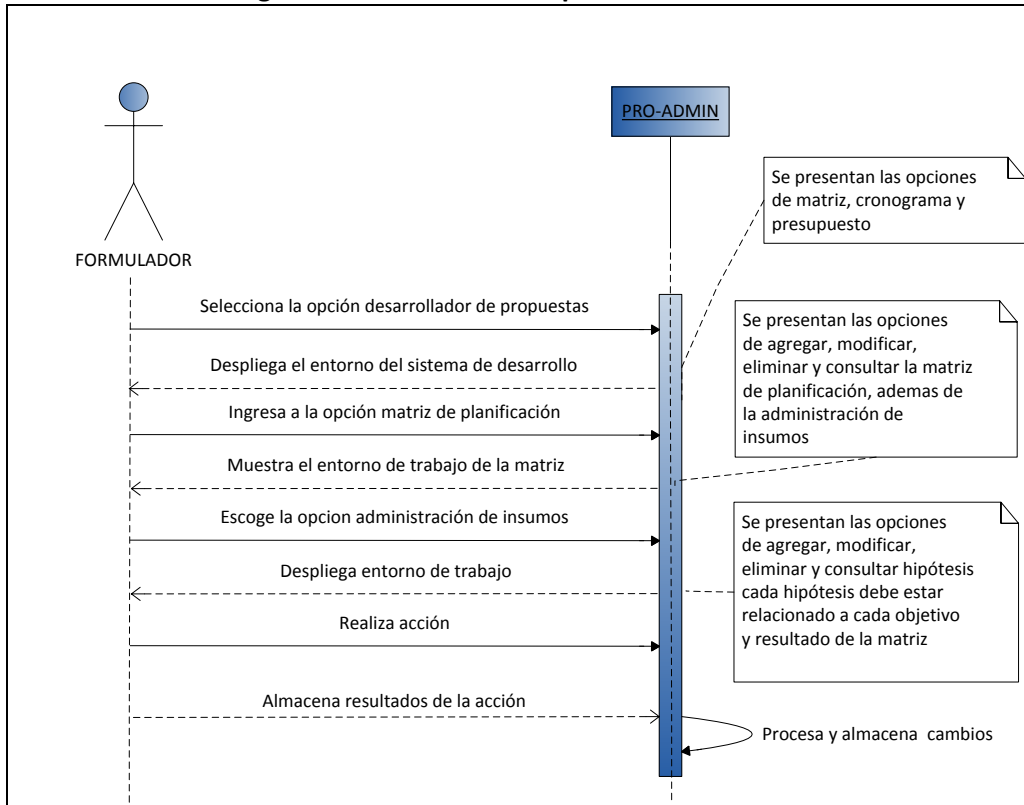 PRO-ADMIN
FORMULADOR
Se presentan las opciones
de matriz, cronograma y
presupuesto
Selecciona la opción desarrollador de propuestas
Despliega el entorno del sistema de desarrollo
Ingresa a la opción matriz de planificación
Se presentan las opciones
de agregar, modificar,
eliminar y consultar la matriz
de planificación, ademas de
la administración de
insumos
Muestra el entorno de trabajo de la matriz
Escoge la opcion administración de insumos
Despliega entorno de trabajo
Realiza acción
Se presentan las opciones
de agregar, modificar,
eliminar y consultar hipótesis
cada hipótesis debe estar
relacionado a cada objetivo
y resultado de la matriz
Almacena resultados de la acción
Procesa y almacena cambios